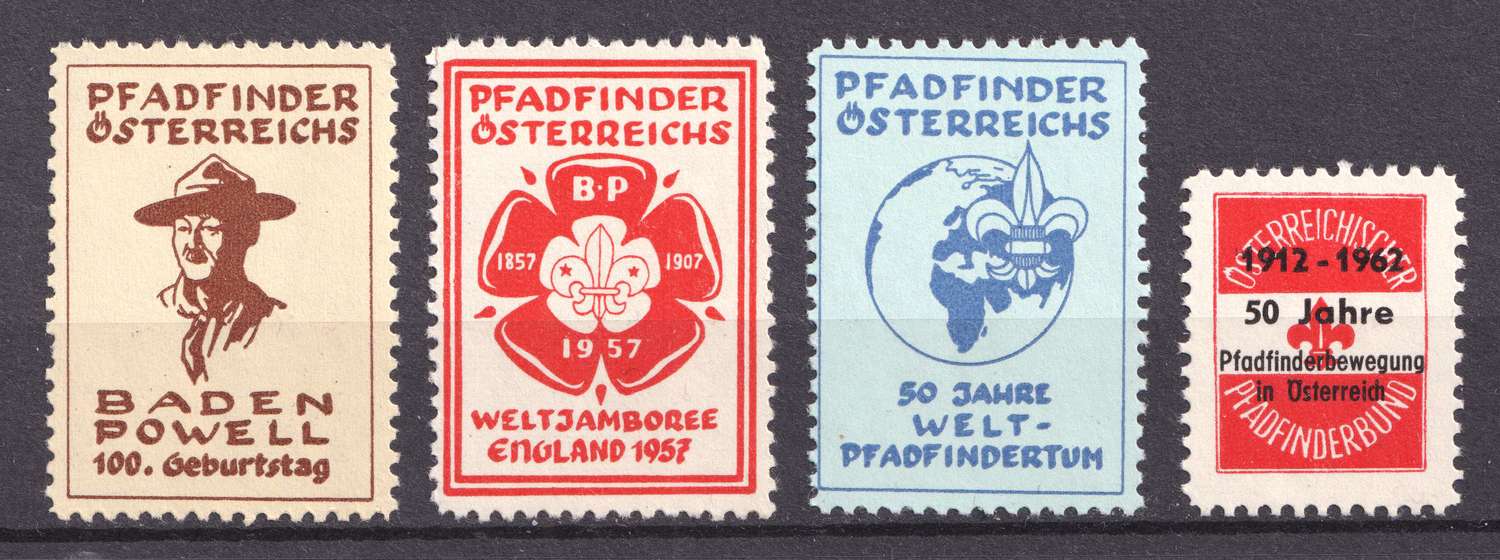 PFADFINDER
ÖSTERREICHS
BADEN
POWELL
100. Geburtstag
PFADFINDER
ÖSTERREICHS
B·P
1857 1907
1957
WELTJAMBOREE
ENGLAND 1957
PFADFINDER
ÖSTERREICHS
50 JAHRE
WELT-
PFADFINDERTUM
ÖSTERREICHISCHER
1912 - 1962
50 Jahre
Pfadfinderbewegung
in Österreich
PFADFINDERBUND